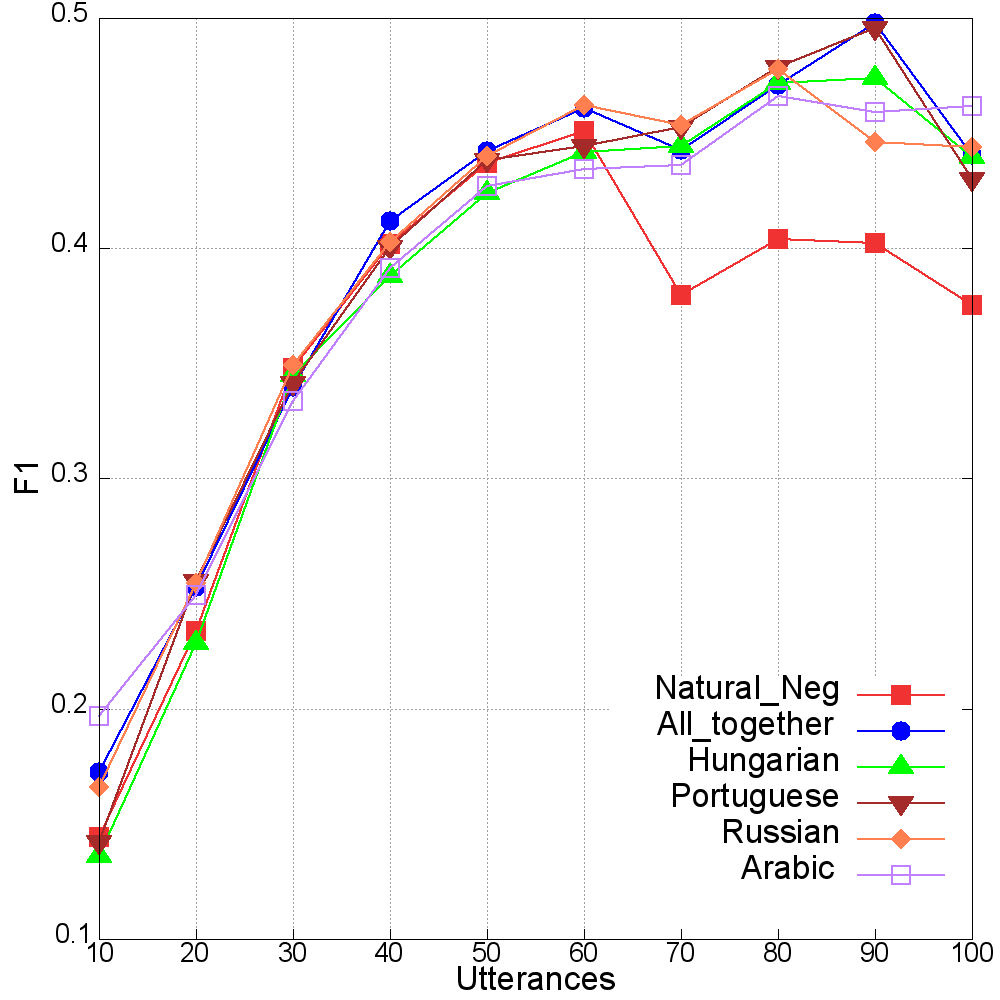 0.5
0.4
0.3
0.2
0.1
F1
10 20 30 40 50 60 70 80 90 100
Utterances
Natural_Neg
All_together
Hungarian
Portuguese
Russian
Arabic